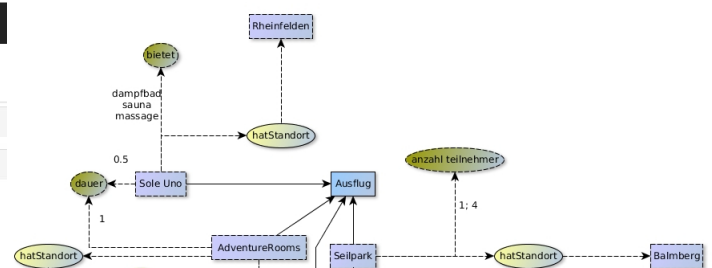 Rheinfelden
bietet
dampfbad
sauna
massage
hatStandort
0.5
anzahl teilnehmer
dauer
Sole Uno
Ausflug
1
1; 4
AdventureRooms
hatStandort
Seilpark
hatStandort
Balmberg